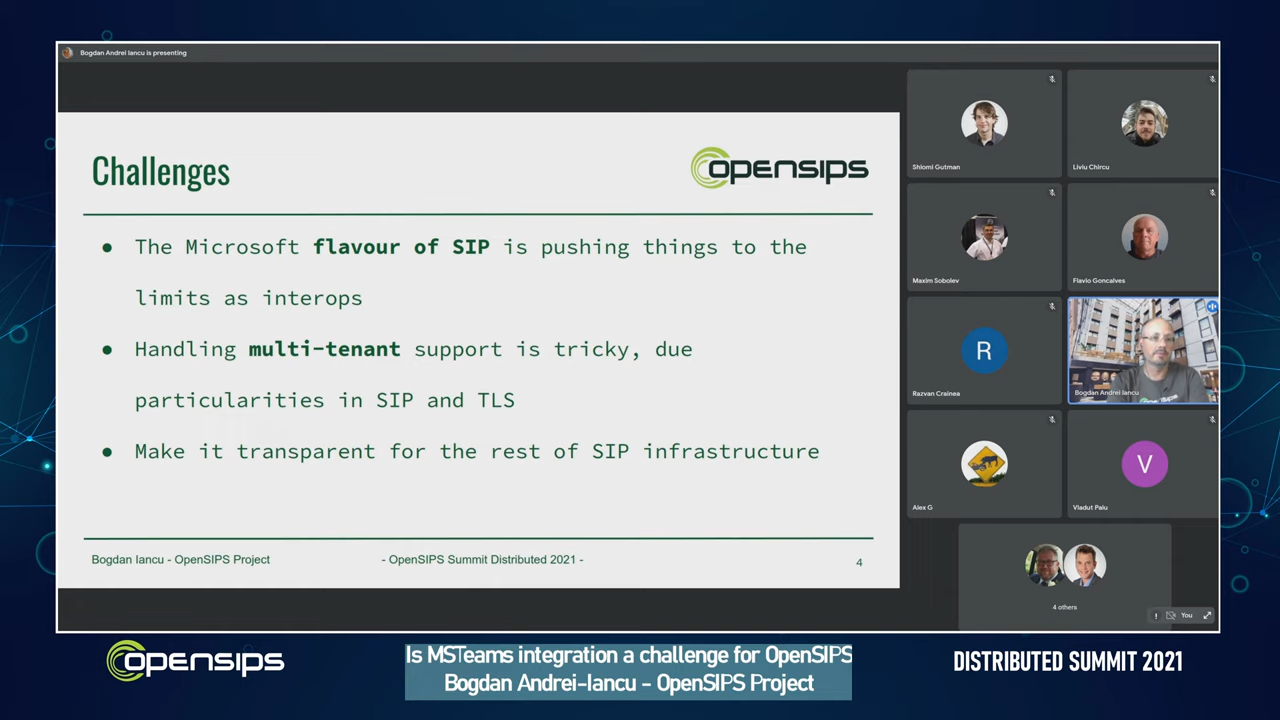 Bogdan Andrei Iancu is presenting
Challenges
OPENSIPS
● The Microsoft flavour of SIP is pushing things to the
limits as interops
● Handling multi-tenant support is tricky, due
particularities in SIP and TLS
● Make it transparent for the rest of SIP infrastructure
Bogdan Iancu - OpenSIPS Project
- OpenSIPS Summit Distributed 2021 -
4
Shlomi Gutman
Liviu Chircu
Maxim Sobolev
Flavio Goncalves
R
Razvan Crainea
Bogdan Andrei Iancu
Alex G
V
Vladut Palu
4 others
You
OPENSIPS
Is MSTeams integration a challenge for OpenSIPS
Bogdan Andrei-Iancu - OpenSIPS Project
DISTRIBUTED SUMMIT 2021